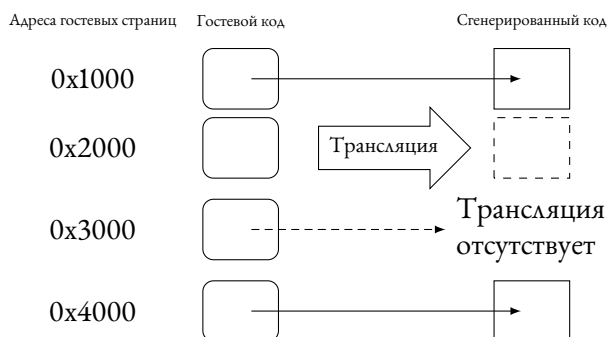 Адреса гостевых страниц Гостевой код Сгенерированный код
0x1000
0x2000 Трансляция
0x3000 Трансляция
отсутствует
0x4000